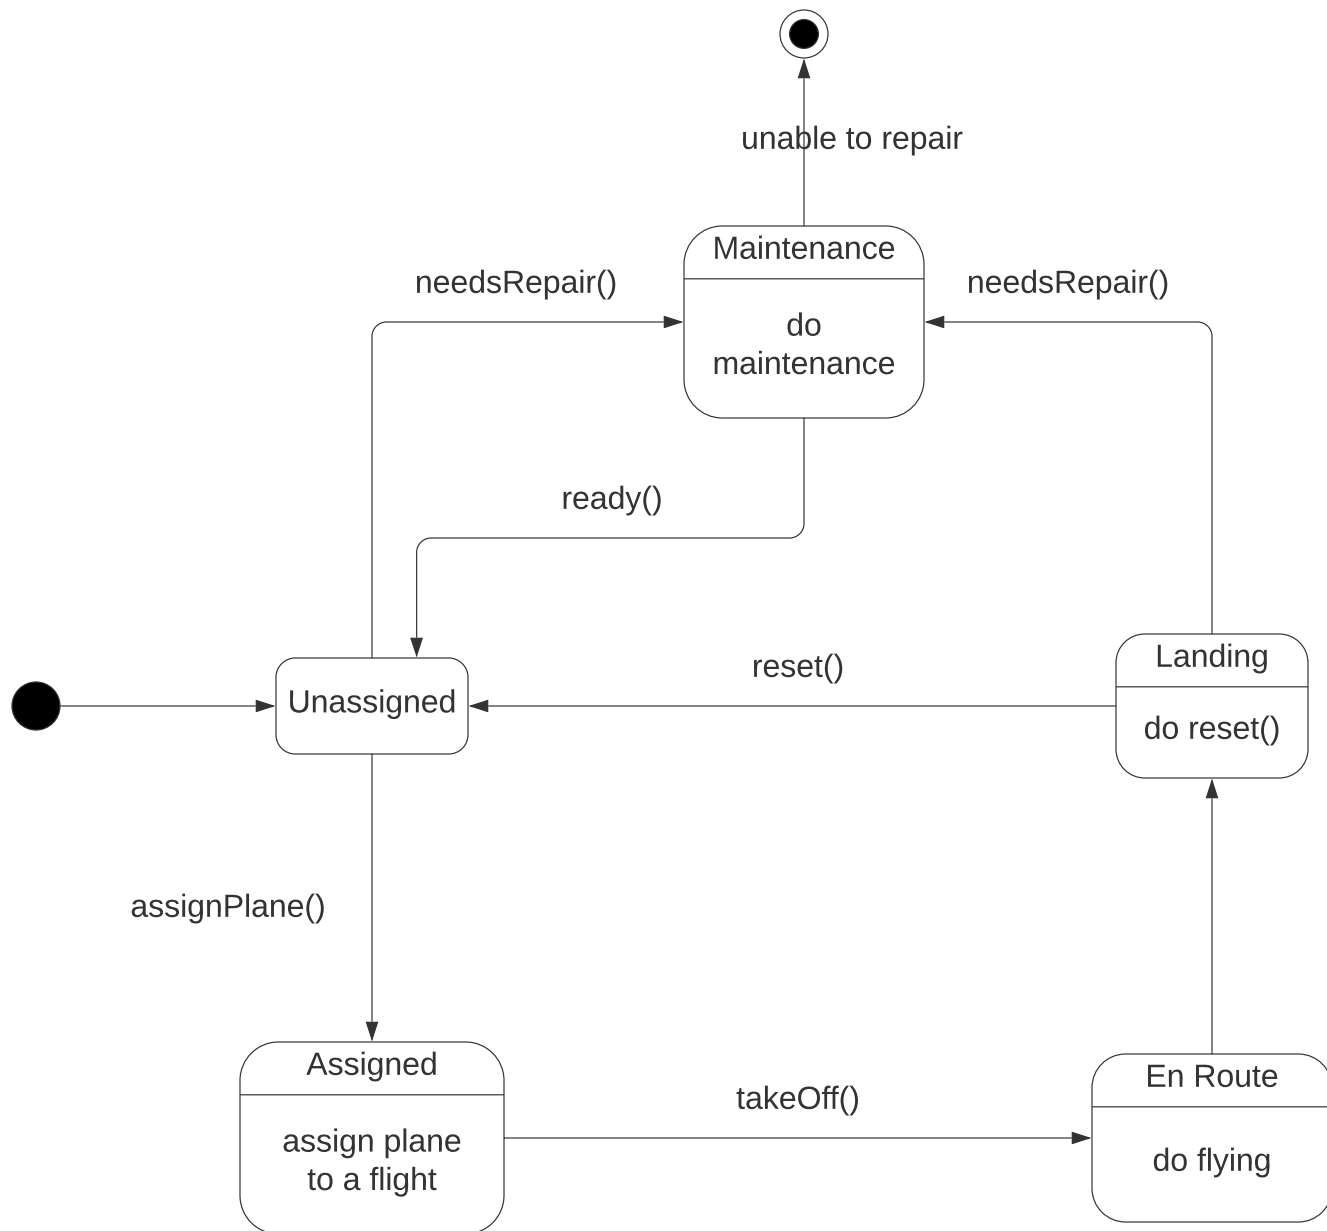 unable to repair
Maintenance
do
maintenance
needsRepair()
needsRepair()
ready()
Unassigned
reset()
Landing
do reset()
assignPlane()
Assigned
assign plane
to a flight
takeOff()
En Route
do flying